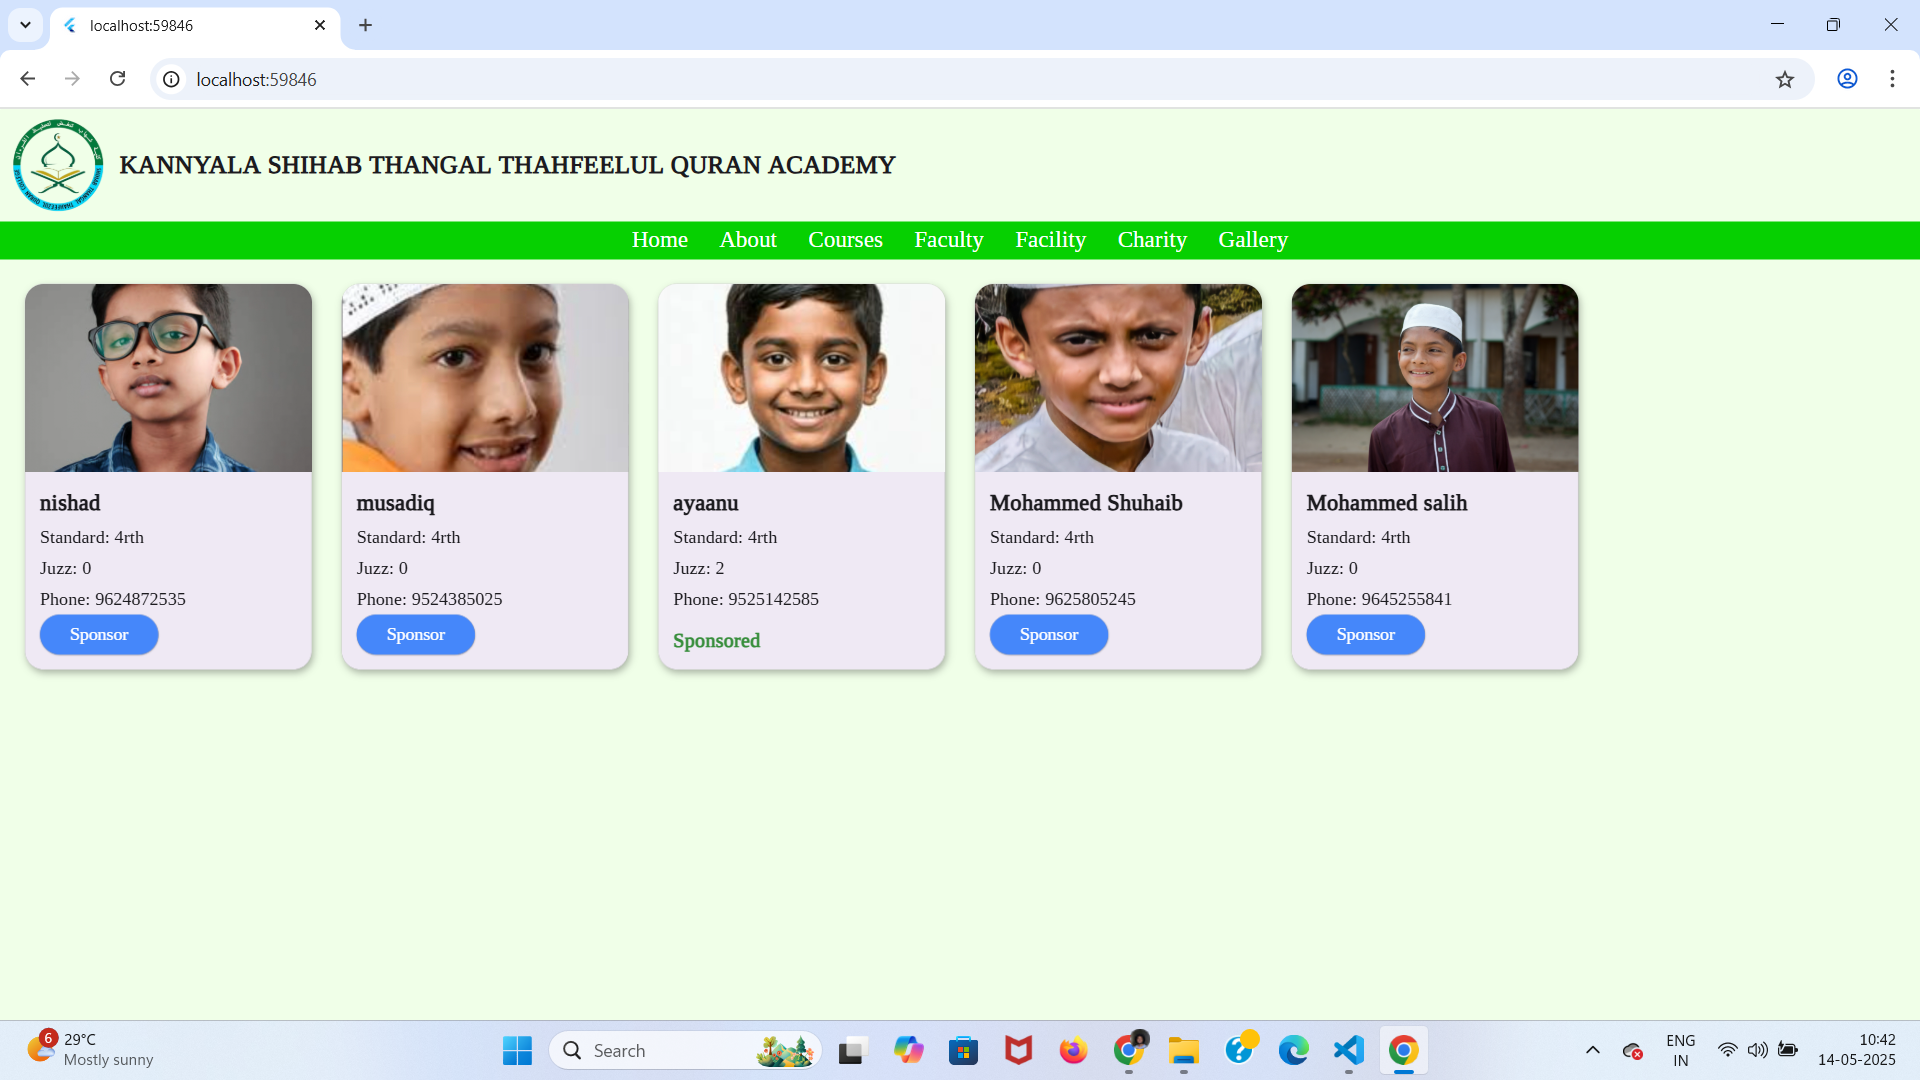 localhost:59846
localhost:59846
KANNYALA SHIHAB THANGAL THAHFEELUL QURAN ACADEMY
Home About Courses Faculty Facility Charity Gallery
nishad
Standard: 4rth
Juzz: 0
Phone: 9624872535
Sponsor
musadiq
Standard: 4rth
Juzz: 0
Phone: 9524385025
Sponsor
ayaanu
Standard: 4rth
Juzz: 2
Phone: 9525142585
Sponsored
Mohammed Shuhaib
Standard: 4rth
Juzz: 0
Phone: 9625805245
Sponsor
Mohammed salih
Standard: 4rth
Juzz: 0
Phone: 9645255841
Sponsor
6
29°C
Mostly sunny
Search
ENG
IN
10:42
14-05-2025